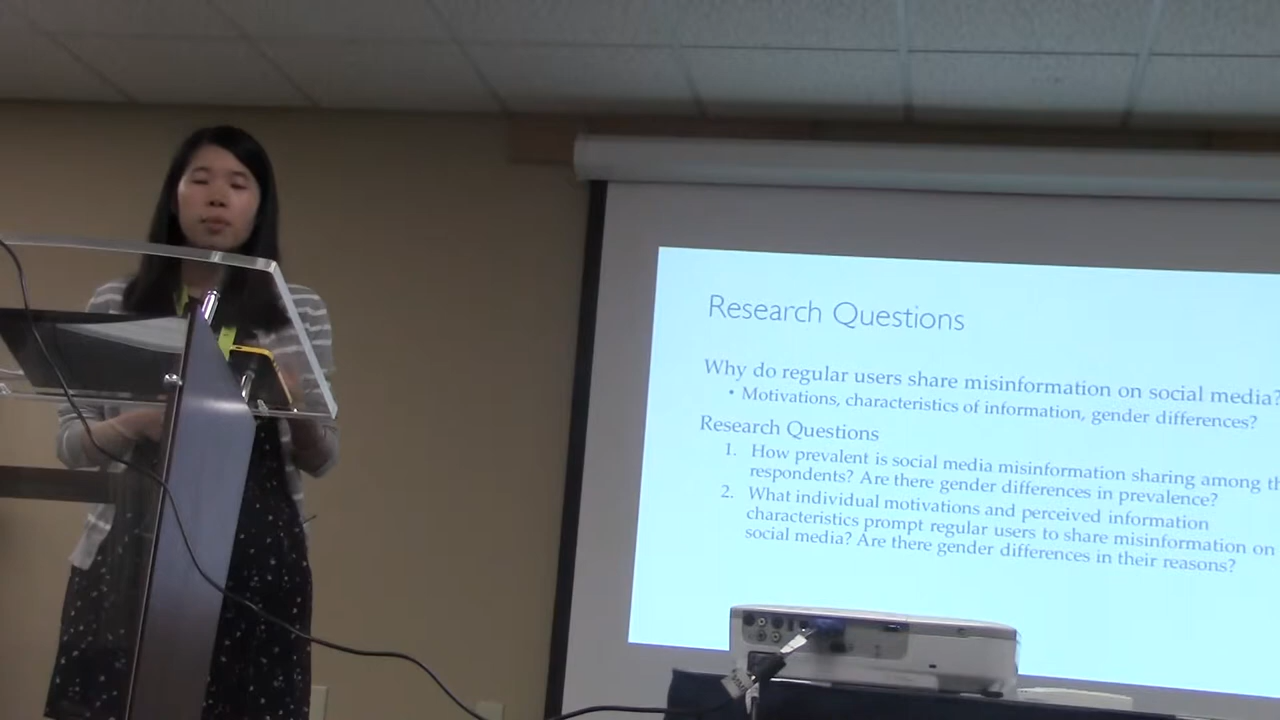 Research Questions
Why do regular users share misinformation on social media?
• Motivations, characteristics of information, gender differences?
Research Questions
1. How prevalent is social media misinformation sharing among
respondents? Are there gender differences in prevalence?
2. What individual motivations and perceived information
characteristics prompt regular users to share misinformation on
social media? Are there gender differences in their reasons?